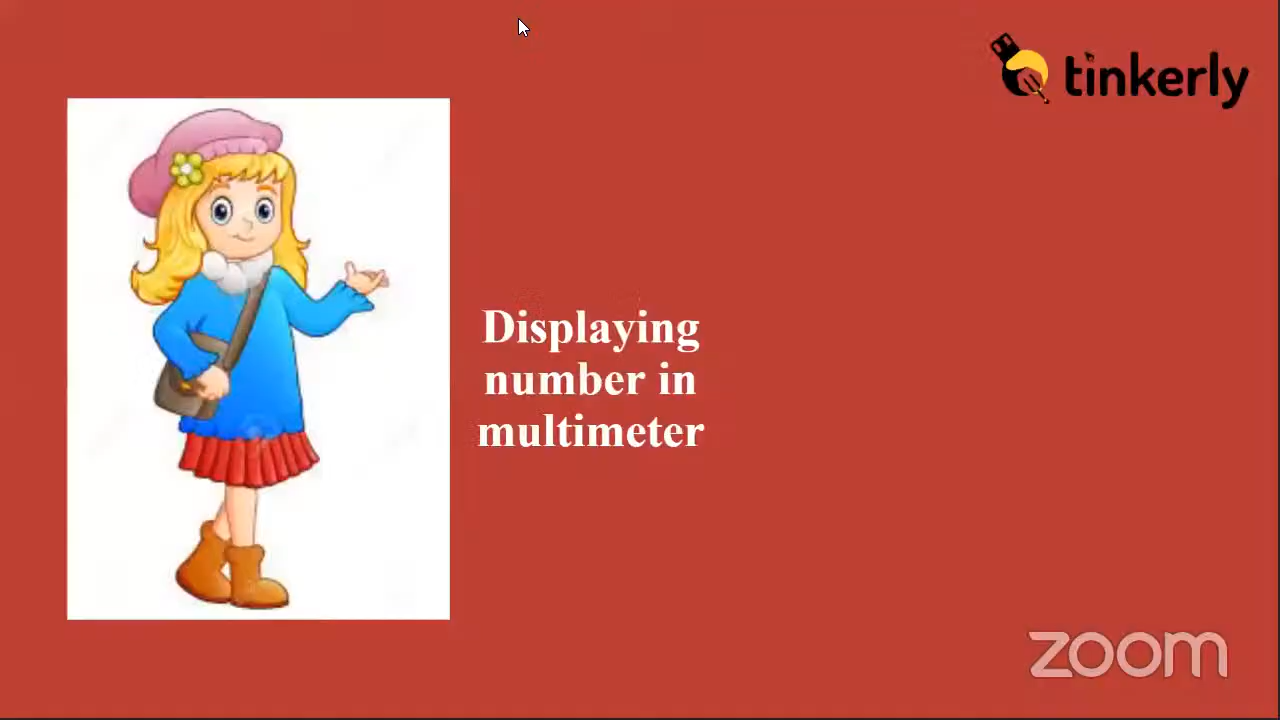 tinkerly
Displaying
number in
multimeter
zoom